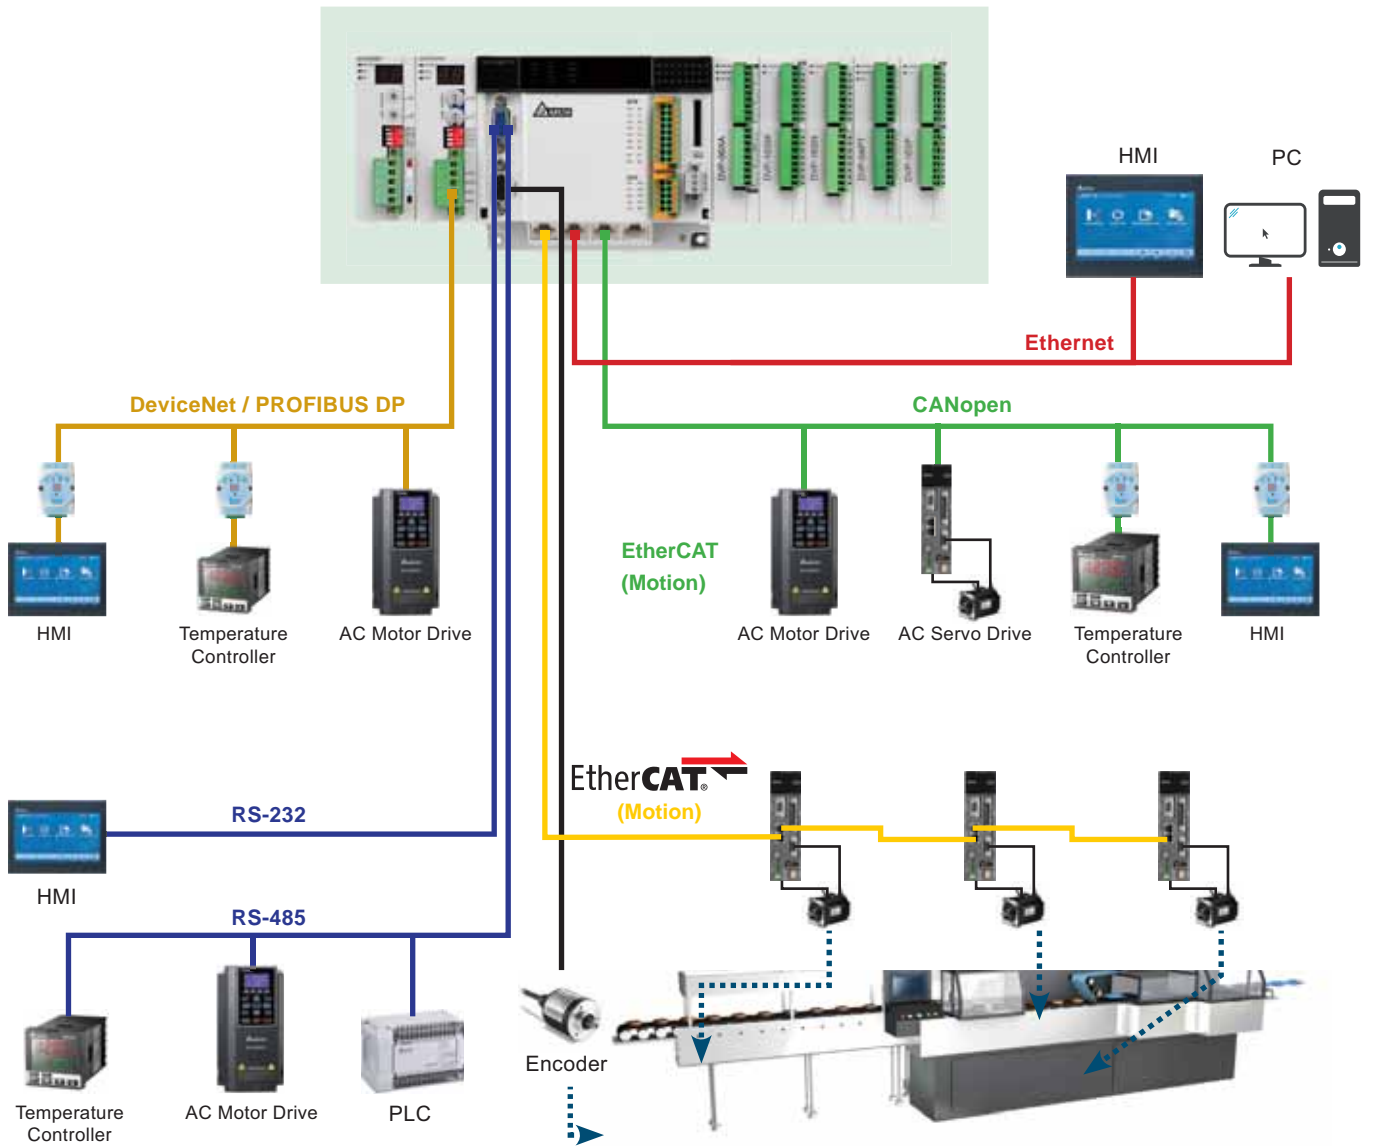 HMI
PC
Ethernet
DeviceNet / PROFIBUS DP
CANopen
EtherCAT
(Motion)
HMI
Temperature
Controller
AC Motor Drive
AC Motor Drive
AC Servo Drive
Temperature
Controller
HMI
EtherCAT®
(Motion)
RS-232
HMI
RS-485
Temperature
Controller
AC Motor Drive
PLC
Encoder